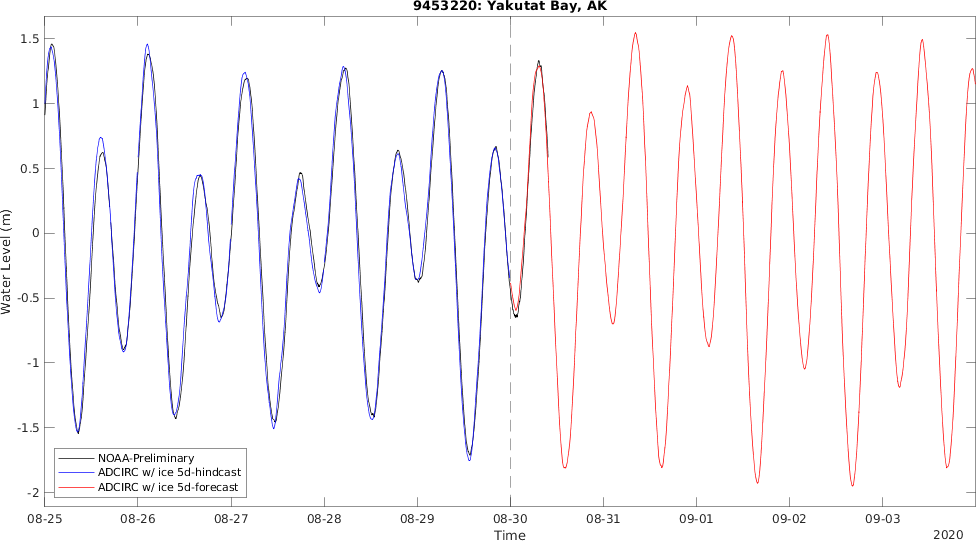 9453220: Yakutat Bay, AK
Water Level (m)
1.5
1
0.5
0
-0.5
-1
-1.5
-2
NOAA-Preliminary
ADCIRC w/ ice 5d-hindcast
ADCIRC w/ ice 5d-forecast
08-25 08-26 08-27 08-28 08-29 08-30 08-31 09-01 09-02 09-03
Time
2020